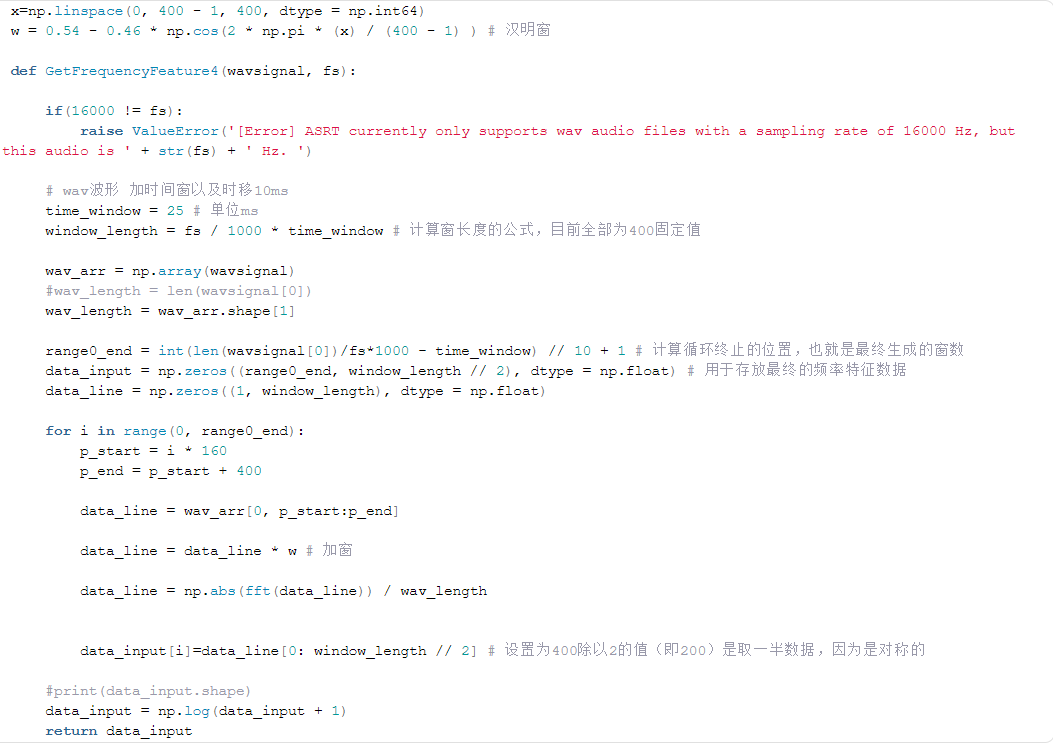 x=np.linspace(0, 400 - 1, 400, dtype = np.int64)
w = 0.54 - 0.46 * np.cos(2 * np.pi * (x) / (400 - 1) ) # 汉明窗
def GetFrequencyFeature4(wavsignal, fs):
if(16000 != fs):
raise ValueError('[Error] ASRT currently only supports wav audio files with a sampling rate of 16000 Hz, but
this audio is ' + str(fs) + ' Hz. ')
# wav波形 加时间窗以及时移10ms
time_window = 25 # 单位ms
window_length = fs / 1000 * time_window # 计算窗长度的公式，目前全部为400固定值
wav_arr = np.array(wavsignal)
#wav_length = len(wavsignal[0])
wav_length = wav_arr.shape[1]
range0_end = int(len(wavsignal[0])/fs*1000 - time_window) // 10 + 1 # 计算循环终止的位置，也就是最终生成的窗数
data_input = np.zeros((range0_end, window_length // 2), dtype = np.float) # 用于存放最终的频率特征数据
data_line = np.zeros((1, window_length), dtype = np.float)
for i in range(0, range0_end):
p_start = i * 160
p_end = p_start + 400
data_line = wav_arr[0, p_start:p_end]
data_line = data_line * w # 加窗
data_line = np.abs(fft(data_line)) / wav_length
data_input[i]=data_line[0: window_length // 2] # 设置为400除以2的值（即200）是取一半数据，因为是对称的
#print(data_input.shape)
data_input = np.log(data_input + 1)
return data_input